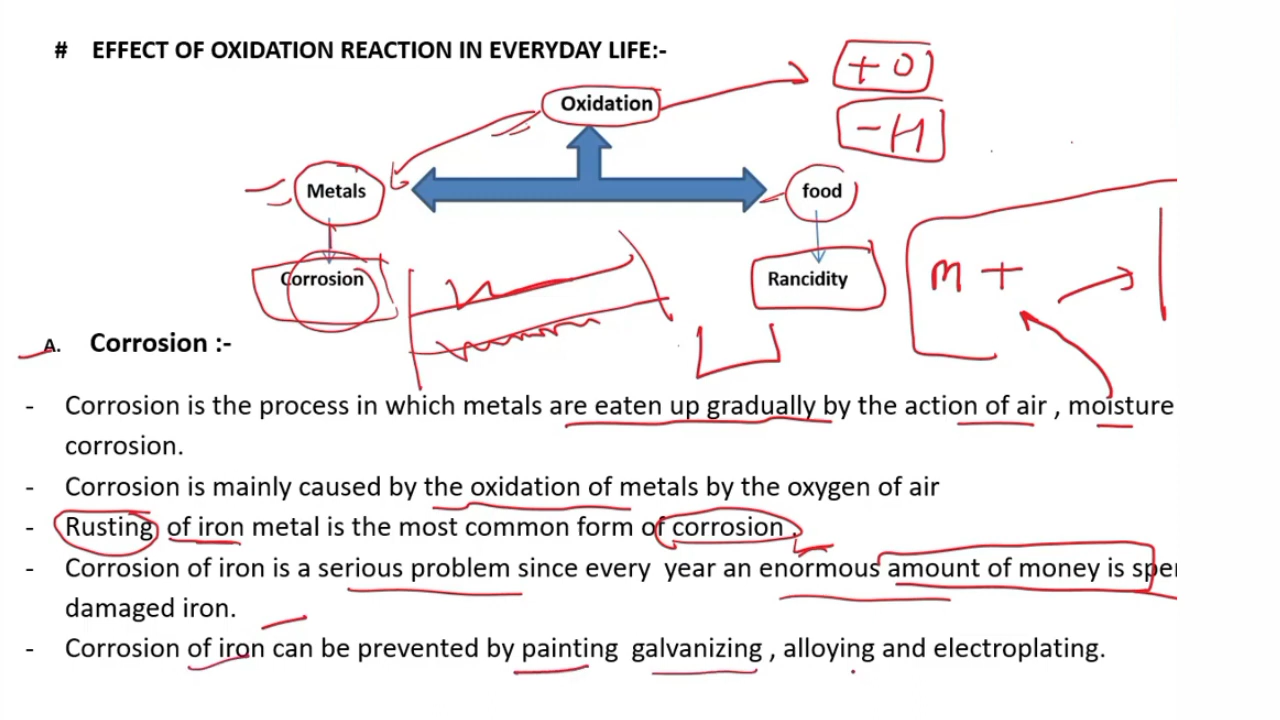 # EFFECT OF OXIDATION REACTION IN EVERYDAY LIFE:-
Oxidation
+O
-H
Metals
food
Corrosion
Rancidity
m +
A. Corrosion :-
- Corrosion is the process in which metals are eaten up gradually by the action of air , moisture
corrosion.
- Corrosion is mainly caused by the oxidation of metals by the oxygen of air
- Rusting of iron metal is the most common form of corrosion .
- Corrosion of iron is a serious problem since every year an enormous amount of money is
damaged iron.
- Corrosion of iron can be prevented by painting galvanizing , alloying and electroplating.